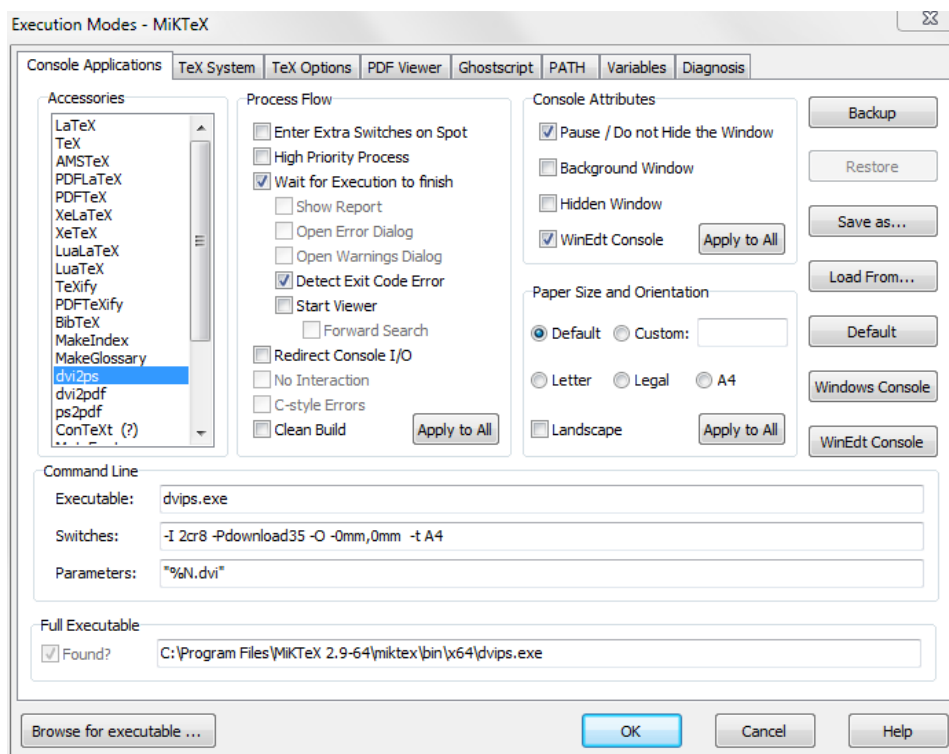 Execution Modes - MiKTeX
Console Applications TeX System TeX Options PDF Viewer Ghostscript PATH Variables Diagnosis
Accessories
LaTeX
TeX
AMSTeX
PDFLaTeX
PDFTeX
XeLaTeX
XeTeX
LuaLaTeX
LuaTeX
TeXify
PDFTeXify
BibTeX
MakeIndex
MakeGlossary
dvi2ps
dvi2pdf
ps2pdf
ConTeXt (?)
Process Flow
Enter Extra Switches on Spot
High Priority Process
Wait for Execution to finish
Show Report
Open Error Dialog
Open Warnings Dialog
Detect Exit Code Error
Start Viewer
Forward Search
Redirect Console I/O
No Interaction
C-style Errors
Clean Build Apply to All
Console Attributes
Pause / Do not Hide the Window
Background Window
Hidden Window
WinEdt Console Apply to All
Paper Size and Orientation
Default Custom:
Letter Legal A4
Landscape Apply to All
Backup
Restore
Save as...
Load From...
Default
Windows Console
WinEdt Console
Command Line
Executable: dvips.exe
Switches: -I 2cr8 -Pdownload35 -O -0mm,0mm -t A4
Parameters: "%N.dvi"
Full Executable
Found? C:\Program Files\MiKTeX 2.9-64\miktex\bin\x64\dvips.exe
Browse for executable ... OK Cancel Help